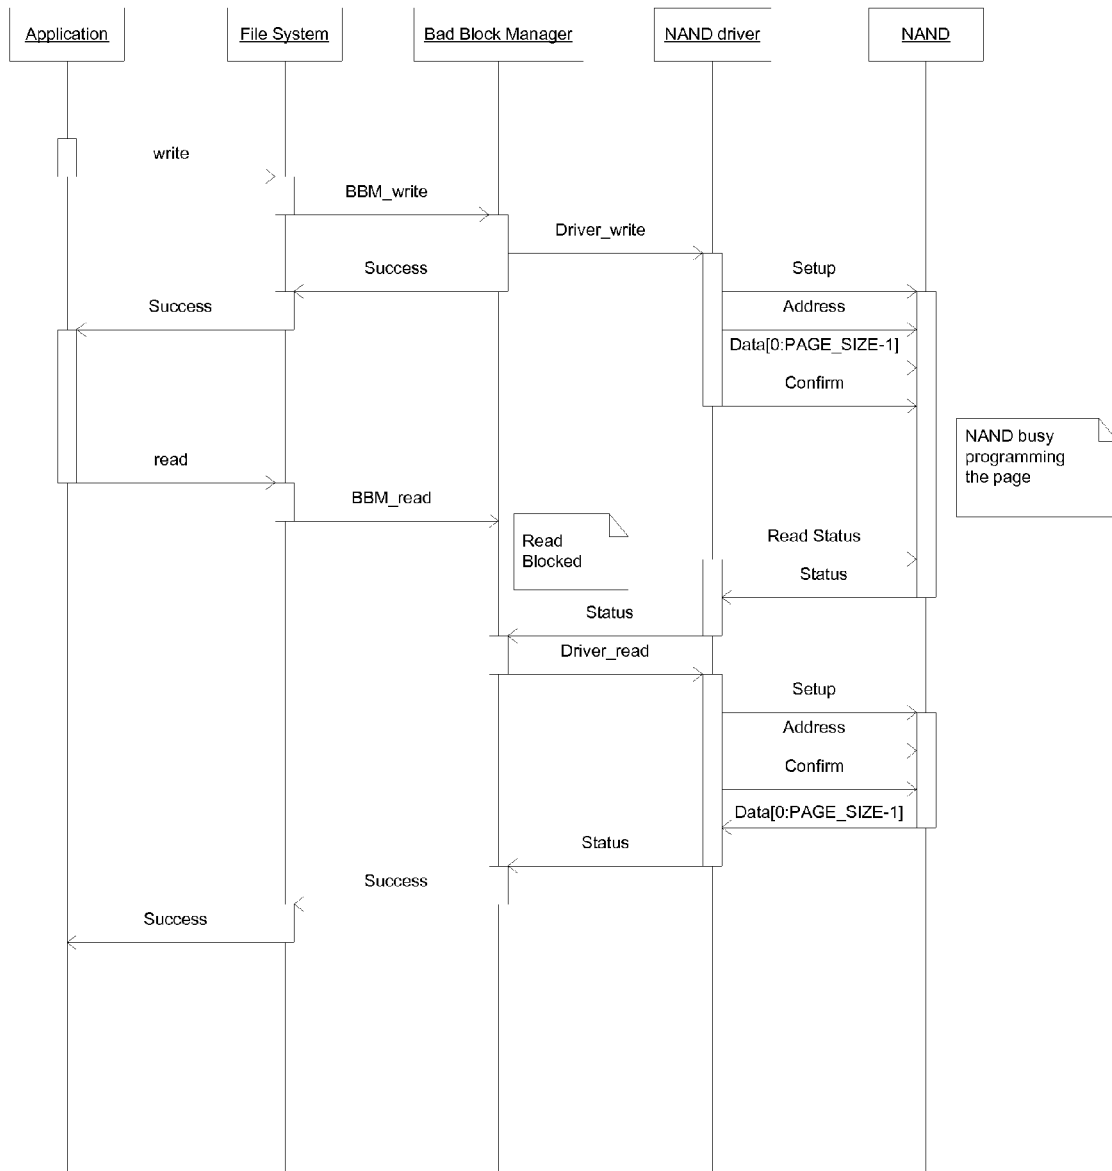 Application
File System
Bad Block Manager
NAND driver
NAND
write
BBM_write
Driver_write
Success
Setup
Success
Address
Data[0:PAGE_SIZE-1]
Confirm
NAND busy
programming
the page
read
BBM_read
Read
Blocked
Read Status
Status
Status
Driver_read
Setup
Address
Confirm
Data[0:PAGE_SIZE-1]
Status
Success
Success